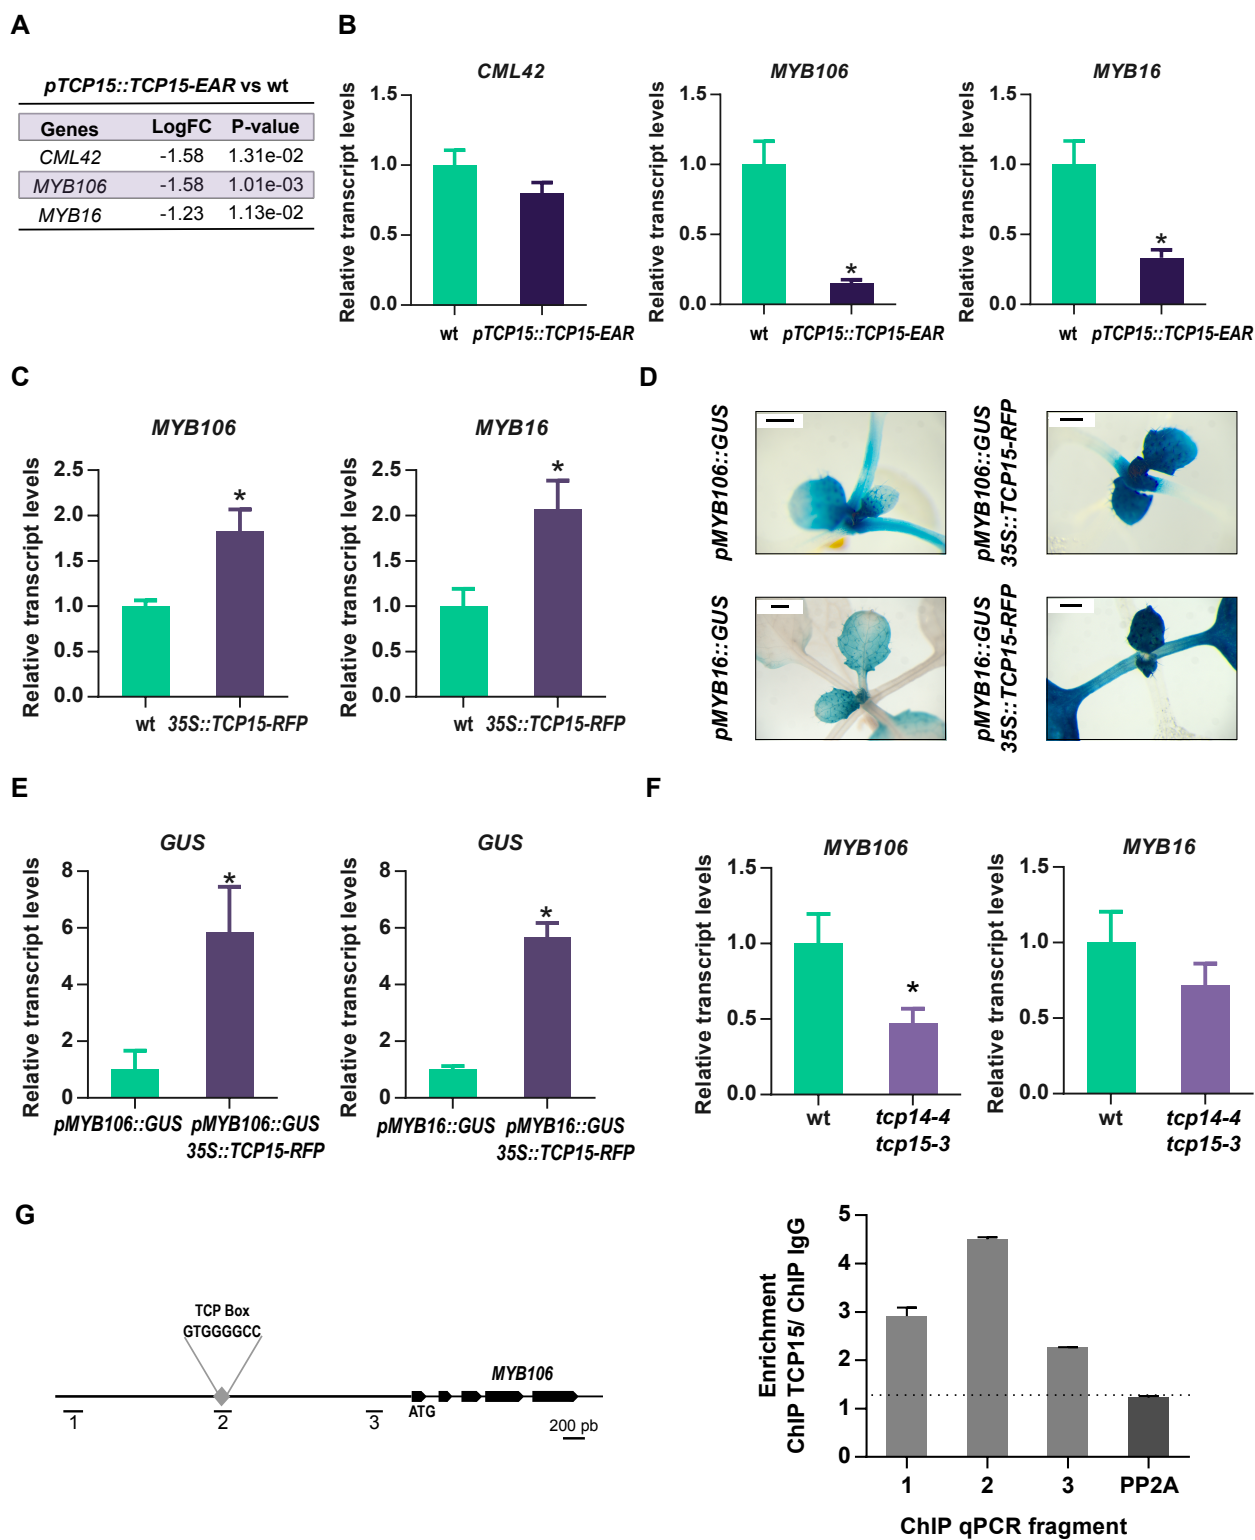 A
pTCP15::TCP15-EAR vs wt
Genes LogFC P-value
CML42 -1.58 1.31e-02
MYB106 -1.58 1.01e-03
MYB16 -1.23 1.13e-02
B
CML42
Relative transcript levels
1.5
1.0
0.5
0.0
wt pTCP15::TCP15-EAR
MYB106
Relative transcript levels
1.5
1.0
0.5
0.0
*
wt pTCP15::TCP15-EAR
MYB16
Relative transcript levels
1.5
1.0
0.5
0.0
*
wt pTCP15::TCP15-EAR
C
MYB106
Relative transcript levels
2.5
2.0
1.5
1.0
0.5
0.0
*
wt 35S::TCP15-RFP
MYB16
Relative transcript levels
2.5
2.0
1.5
1.0
0.5
0.0
*
wt 35S::TCP15-RFP
D
pMYB106::GUS
pMYB106::GUS
35S::TCP15-RFP
pMYB16::GUS
pMYB16::GUS
35S::TCP15-RFP
E
GUS
Relative transcript levels
8
6
4
2
0
*
pMYB106::GUS pMYB106::GUS
35S::TCP15-RFP
GUS
Relative transcript levels
8
6
4
2
0
*
pMYB16::GUS pMYB16::GUS
35S::TCP15-RFP
F
MYB106
Relative transcript levels
1.5
1.0
0.5
0.0
*
wt tcp14-4
tcp15-3
MYB16
Relative transcript levels
1.5
1.0
0.5
0.0
wt tcp14-4
tcp15-3
G
TCP Box
GTGGGGCC
MYB106
ATG
1 2 3
200 pb
Enrichment
ChIP TCP15/ ChIP IgG
5
4
3
2
1
0
1 2 3 PP2A
ChIP qPCR fragment